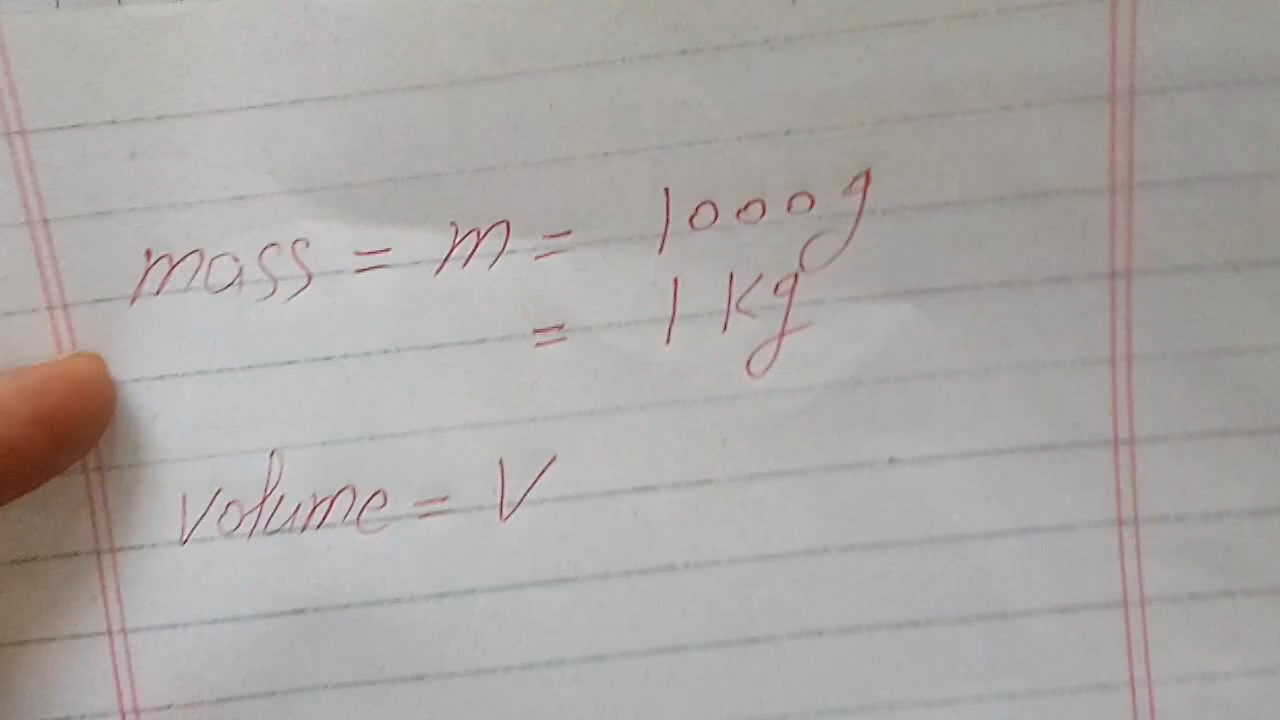 mass = m = 1000g
= 1 kg
volume = V